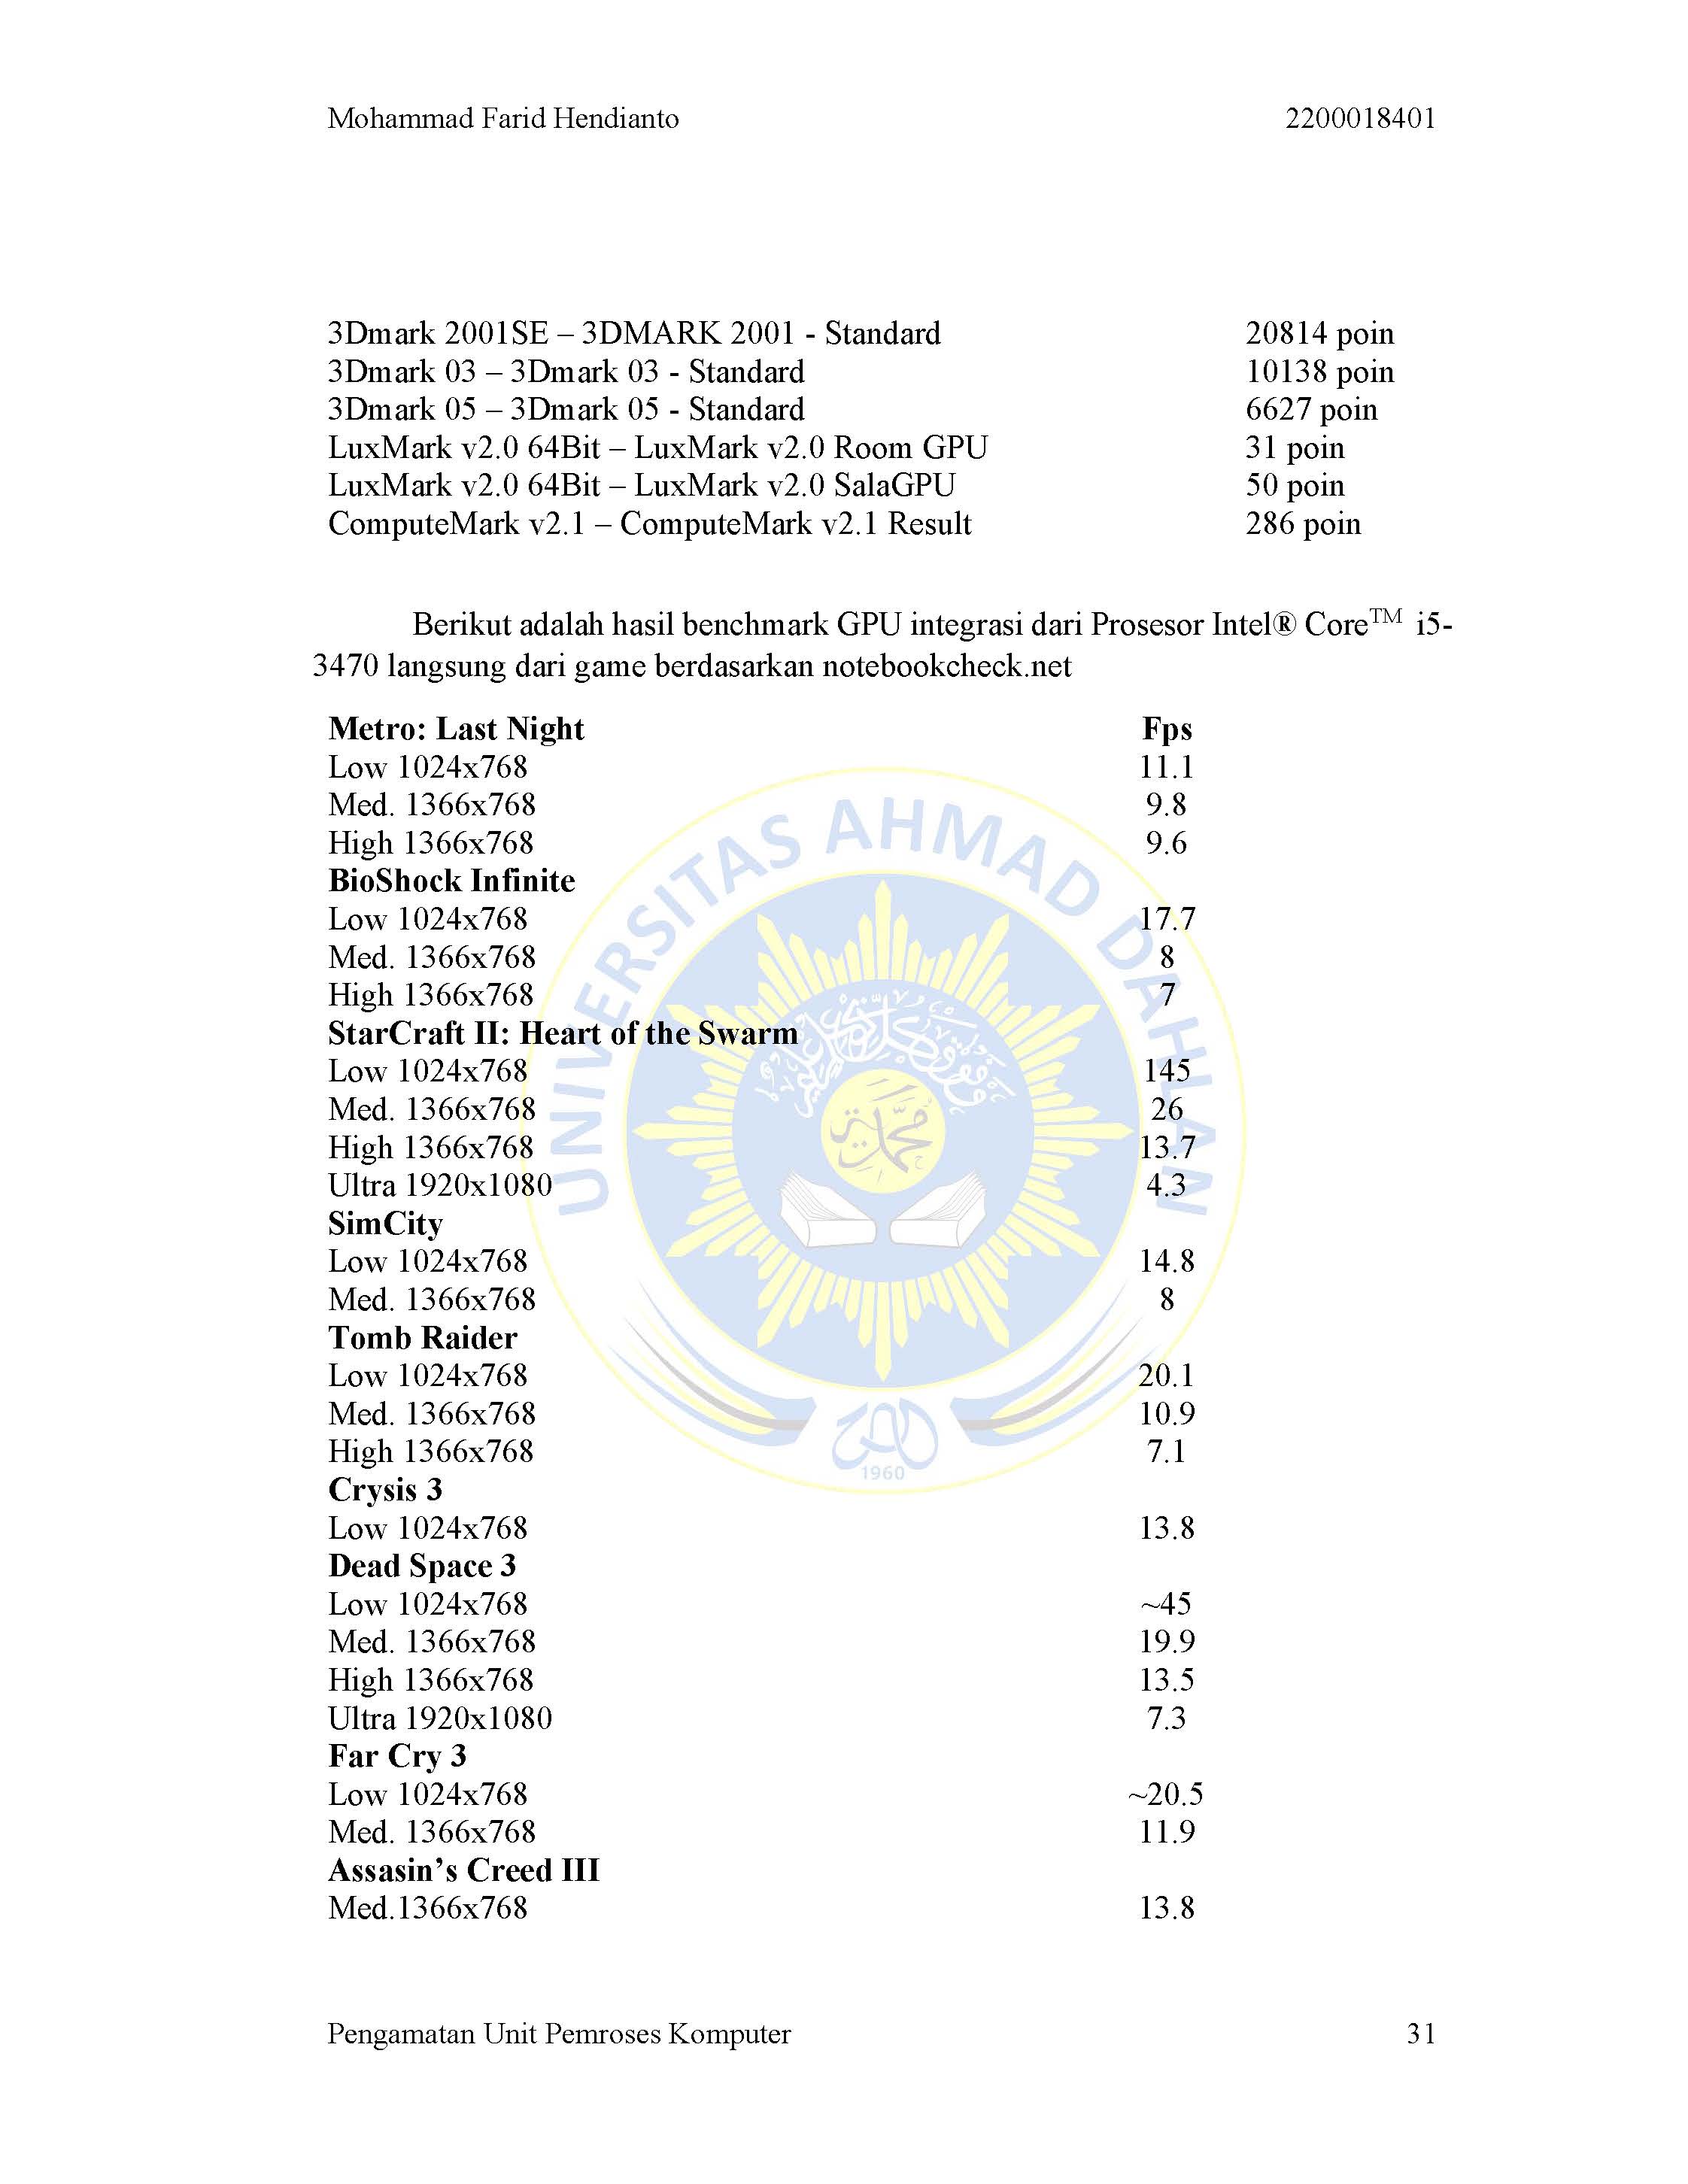 Mohammad Farid Hendianto 2200018401
3Dmark 2001SE – 3DMARK 2001 - Standard 20814 poin
3Dmark 03 – 3Dmark 03 - Standard 10138 poin
3Dmark 05 – 3Dmark 05 - Standard 6627 poin
LuxMark v2.0 64Bit – LuxMark v2.0 Room GPU 31 poin
LuxMark v2.0 64Bit – LuxMark v2.0 SalaGPU 50 poin
ComputeMark v2.1 – ComputeMark v2.1 Result 286 poin
Berikut adalah hasil benchmark GPU integrasi dari Prosesor Intel® Core™ i5-
3470 langsung dari game berdasarkan notebookcheck.net
Metro: Last Night Fps
Low 1024x768 11.1
Med. 1366x768 9.8
High 1366x768 9.6
BioShock Infinite
Low 1024x768 17.7
Med. 1366x768 8
High 1366x768 7
StarCraft II: Heart of the Swarm
Low 1024x768 145
Med. 1366x768 26
High 1366x768 13.7
Ultra 1920x1080 4.3
SimCity
Low 1024x768 14.8
Med. 1366x768 8
Tomb Raider
Low 1024x768 20.1
Med. 1366x768 10.9
High 1366x768 7.1
Crysis 3
Low 1024x768 13.8
Dead Space 3
Low 1024x768 ~45
Med. 1366x768 19.9
High 1366x768 13.5
Ultra 1920x1080 7.3
Far Cry 3
Low 1024x768 ~20.5
Med. 1366x768 11.9
Assasin’s Creed III
Med.1366x768 13.8
UNIVERSITAS AHMAD DAHLAN
1960
Pengamatan Unit Pemroses Komputer 31